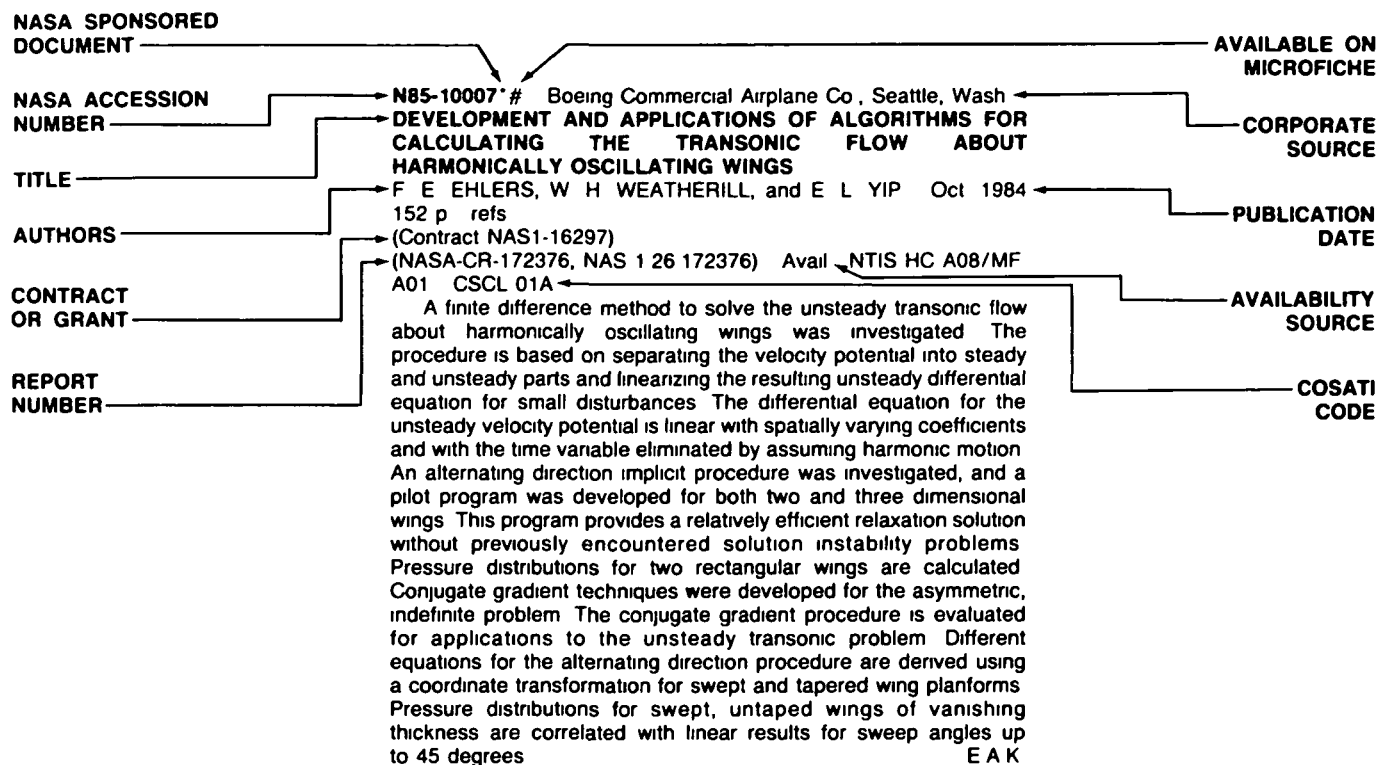 NASA SPONSORED
DOCUMENT
AVAILABLE ON
MICROFICHE
NASA ACCESSION
NUMBER
N85-10007*# Boeing Commercial Airplane Co , Seattle, Wash
CORPORATE
SOURCE
TITLE
DEVELOPMENT AND APPLICATIONS OF ALGORITHMS FOR
CALCULATING THE TRANSONIC FLOW ABOUT
HARMONICALLY OSCILLATING WINGS
AUTHORS
F E EHLERS, W H WEATHERILL, and E L YIP Oct 1984
152 p refs
PUBLICATION
DATE
CONTRACT
OR GRANT
(Contract NAS1-16297)
REPORT
NUMBER
(NASA-CR-172376, NAS 1 26 172376) Avail NTIS HC A08/MF
A01 CSCL 01A
AVAILABILITY
SOURCE
COSATI
CODE
A finite difference method to solve the unsteady transonic flow
about harmonically oscillating wings was investigated The
procedure is based on separating the velocity potential into steady
and unsteady parts and linearizing the resulting unsteady differential
equation for small disturbances The differential equation for the
unsteady velocity potential is linear with spatially varying coefficients
and with the time variable eliminated by assuming harmonic motion
An alternating direction implicit procedure was investigated, and a
pilot program was developed for both two and three dimensional
wings This program provides a relatively efficient relaxation solution
without previously encountered solution instability problems
Pressure distributions for two rectangular wings are calculated
Conjugate gradient techniques were developed for the asymmetric,
indefinite problem The conjugate gradient procedure is evaluated
for applications to the unsteady transonic problem Different
equations for the alternating direction procedure are derived using
a coordinate transformation for swept and tapered wing planforms
Pressure distributions for swept, untaped wings of vanishing
thickness are correlated with linear results for sweep angles up
to 45 degrees E A K